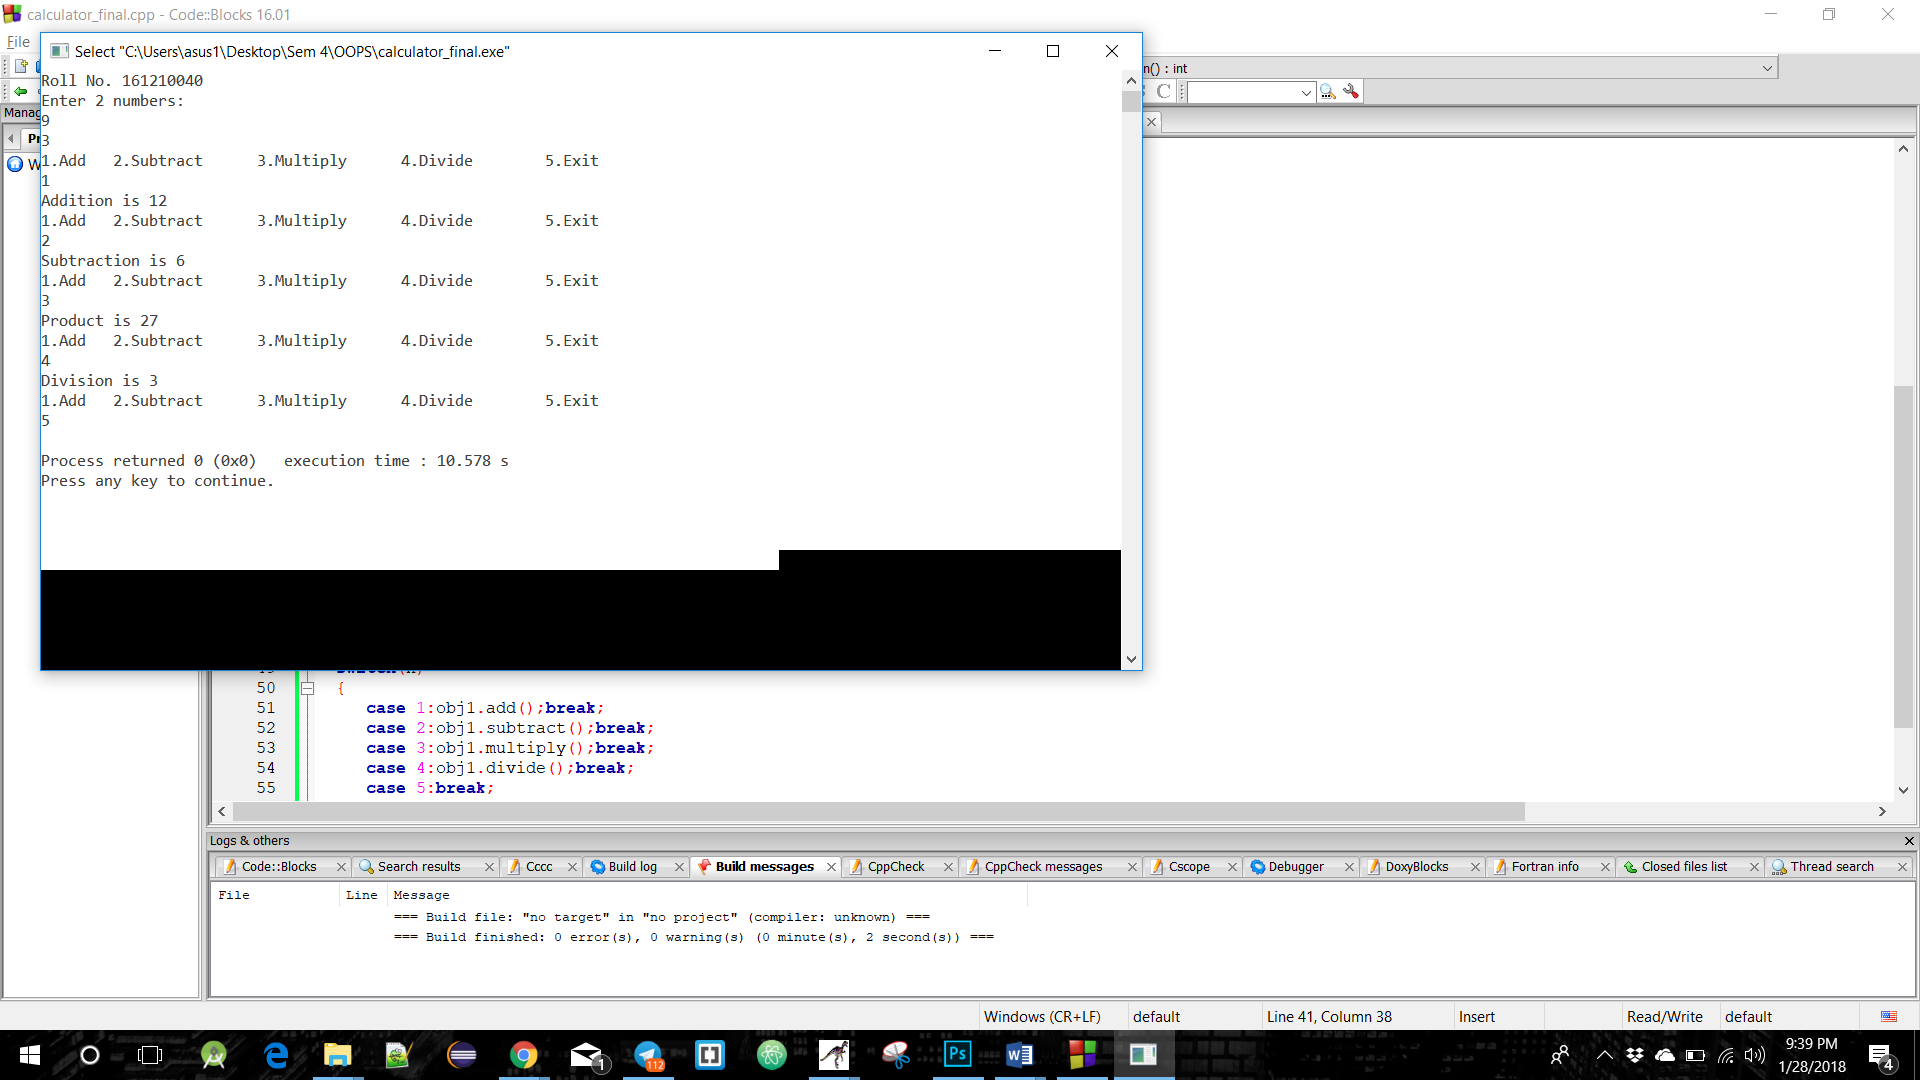 calculator_final.cpp - Code::Blocks 16.01
File
Select "C:\Users\asus1\Desktop\Sem 4\OOPS\calculator_final.exe"
n() : int
Manag
Pr
W
Roll No. 161210040
Enter 2 numbers:
9
3
1.Add   2.Subtract      3.Multiply      4.Divide        5.Exit
1
Addition is 12
1.Add   2.Subtract      3.Multiply      4.Divide        5.Exit
2
Subtraction is 6
1.Add   2.Subtract      3.Multiply      4.Divide        5.Exit
3
Product is 27
1.Add   2.Subtract      3.Multiply      4.Divide        5.Exit
4
Division is 3
1.Add   2.Subtract      3.Multiply      4.Divide        5.Exit
5
Process returned 0 (0x0)   execution time : 10.578 s
Press any key to continue.
50 {
51 case 1:obj1.add();break;
52 case 2:obj1.subtract();break;
53 case 3:obj1.multiply();break;
54 case 4:obj1.divide();break;
55 case 5:break;
Logs & others
Code::Blocks Search results Cccc Build log Build messages CppCheck CppCheck messages Cscope Debugger DoxyBlocks Fortran info Closed files list Thread search
File Line Message
=== Build file: "no target" in "no project" (compiler: unknown) ===
=== Build finished: 0 error(s), 0 warning(s) (0 minute(s), 2 second(s)) ===
Windows (CR+LF) default Line 41, Column 38 Insert Read/Write default
1
112
Ps
9:39 PM
1/28/2018
4